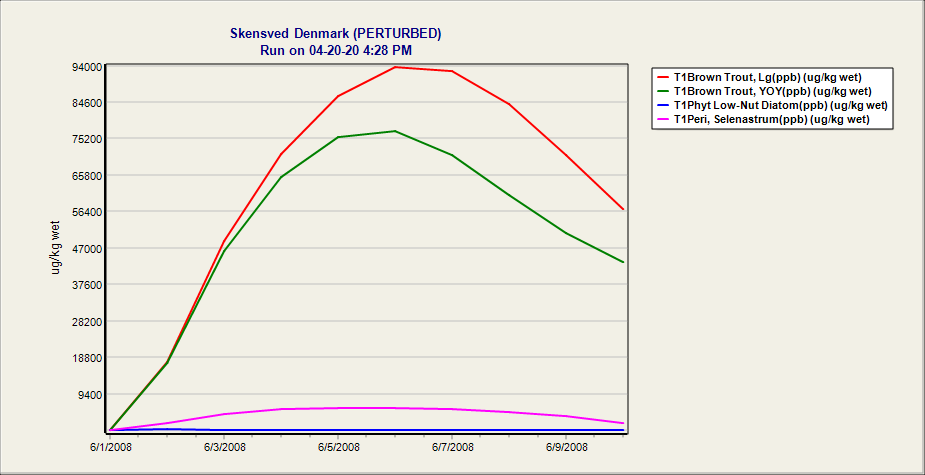 Skensved Denmark (PERTURBED)
Run on 04-20-20 4:28 PM
94000
84600
75200
65800
56400
47000
37600
28200
18800
9400
ug/kg wet
6/1/2008
6/3/2008
6/5/2008
6/7/2008
6/9/2008
T1Brown Trout, Lg(ppb) (ug/kg wet)
T1Brown Trout, YOY(ppb) (ug/kg wet)
T1Phyt Low-Nut Diatom(ppb) (ug/kg wet)
T1Peri, Selenastrum(ppb) (ug/kg wet)